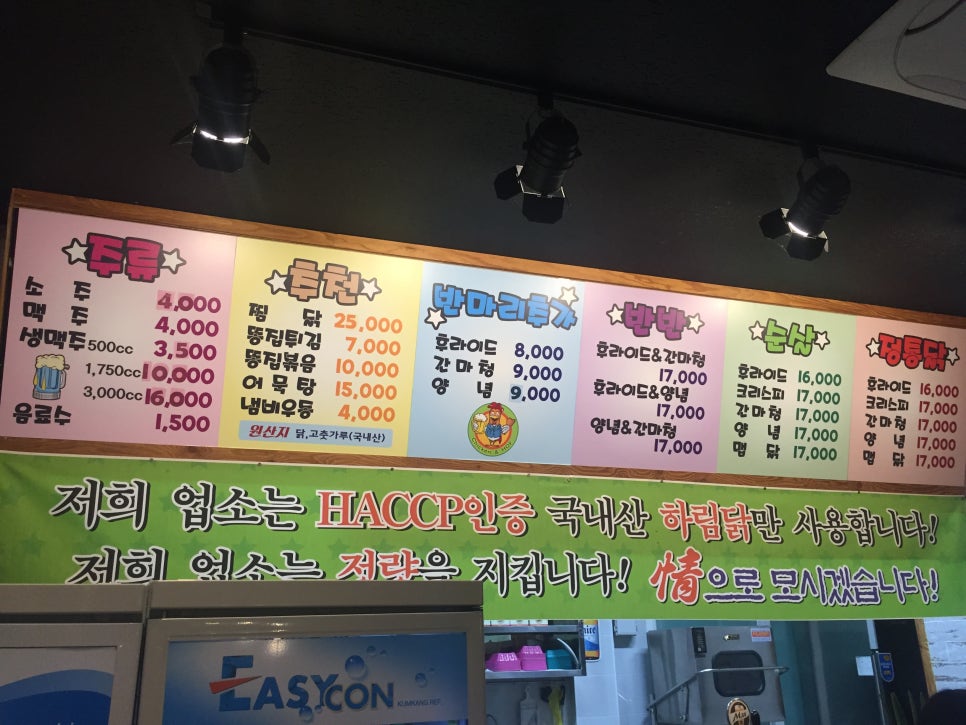 주류
소주 4,000
맥주 4,000
생맥주 500cc 3,500
1,750cc 10,000
3,000cc 16,000
음료수 1,500
추천
찜닭 25,000
똥집튀김 7,000
똥집볶음 10,000
어묵탕 15,000
냄비우동 4,000
원산지 닭,고춧가루(국내산)
반마리추가
후라이드 8,000
간마청 9,000
양념 9,000
반반
후라이드&간마청
17,000
후라이드&양념
17,000
양념&간마청
17,000
순살
후라이드 16,000
크리스피 17,000
간마청 17,000
양념 17,000
맵닭 17,000
정통닭
후라이드 16,000
크리스피 17,000
간마청 17,000
양념 17,000
맵닭 17,000
저희 업소는 HACCP인증 국내산 하림닭만 사용합니다!
저희 업소는 전량을 지킵니다! 情으로 모시겠습니다!
EASYCON
KUMKANG REF.